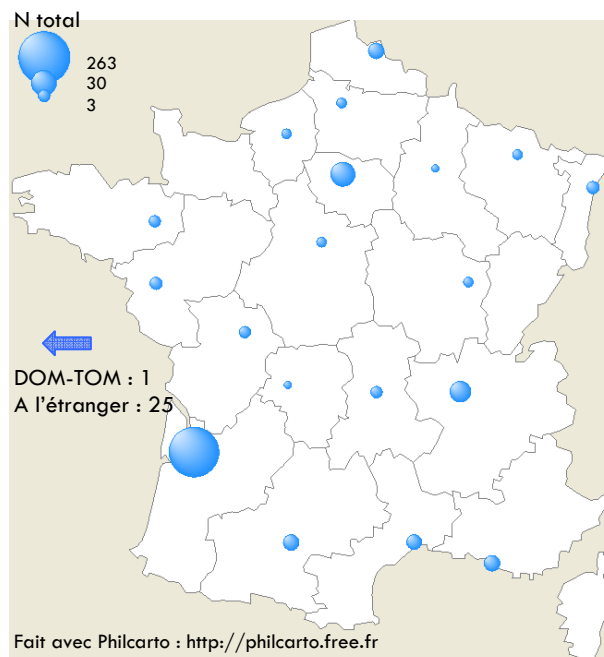 N total
263
30
3
DOM-TOM : 1
A l'étranger : 25
Fait avec Philcarto : http://philcarto.free.fr